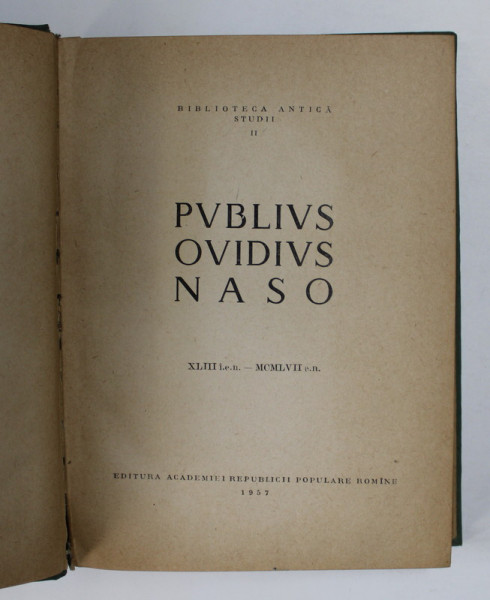 BIBLIOTECA ANTICĂ
STUDII
II
PVBLIVS
OVIDIVS
NASO
XLIII î.e.n. — MCMLVII e.n.
EDITURA ACADEMIEI REPUBLICII POPULARE ROMÎNE
1957